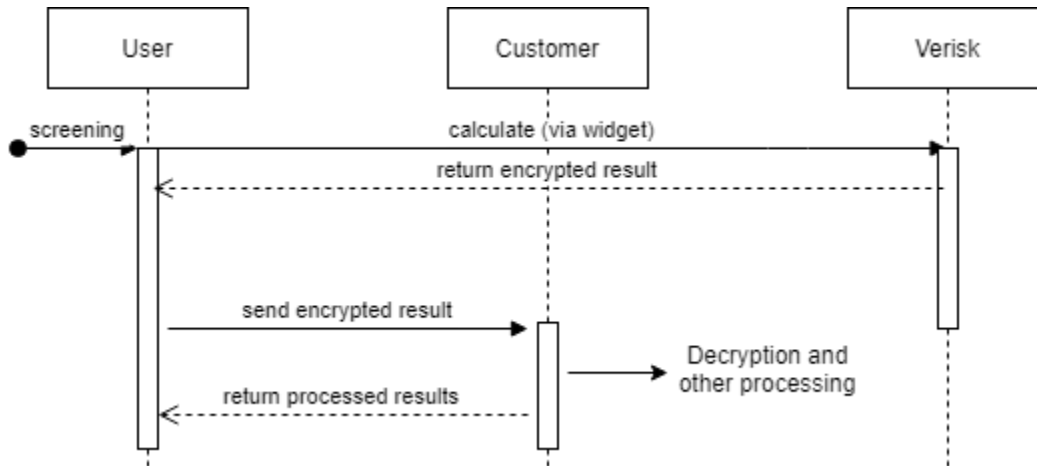 User
Customer
Verisk
screening
calculate (via widget)
return encrypted result
send encrypted result
Decryption and
other processing
return processed results